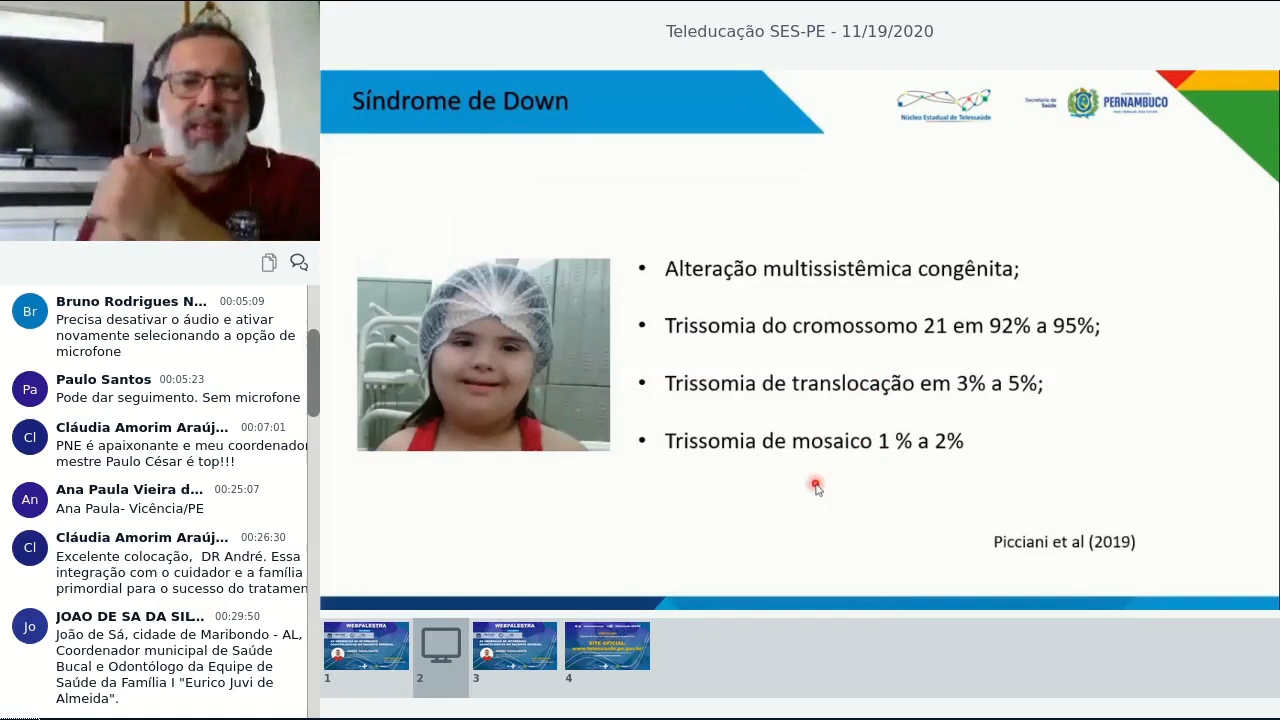 Teleducação SES-PE - 11/19/2020
Síndrome de Down
Núcleo Estadual de Telessaúde
Secretaria de
Saúde
PERNAMBUCO
Alteração multissistêmica congênita;
Trissomia do cromossomo 21 em 92% a 95%;
Trissomia de translocação em 3% a 5%;
Trissomia de mosaico 1 % a 2%
Picciani et al (2019)
Br
Bruno Rodrigues N... 00:05:09
Precisa desativar o áudio e ativar
novamente selecionando a opção de
microfone
Pa
Paulo Santos 00:05:23
Pode dar seguimento. Sem microfone
Cl
Cláudia Amorim Araúj... 00:07:01
PNE é apaixonante e meu coordenador
mestre Paulo César é top!!!
An
Ana Paula Vieira d... 00:25:07
Ana Paula- Vicência/PE
Cl
Cláudia Amorim Araúj... 00:26:30
Excelente colocação, DR André. Essa
integração com o cuidador e a família
primordial para o sucesso do tratamen
Jo
JOAO DE SA DA SIL... 00:29:50
João de Sá, cidade de Maravilha - AL,
Coordenador municipal de Saúde
Bucal e Odontólogo da Equipe de
Saúde da Família I "Eurico Juvi de
Almeida".
WEBPALESTRA
WEBPALESTRA
SITE OFICIAL:
1
2
3
4